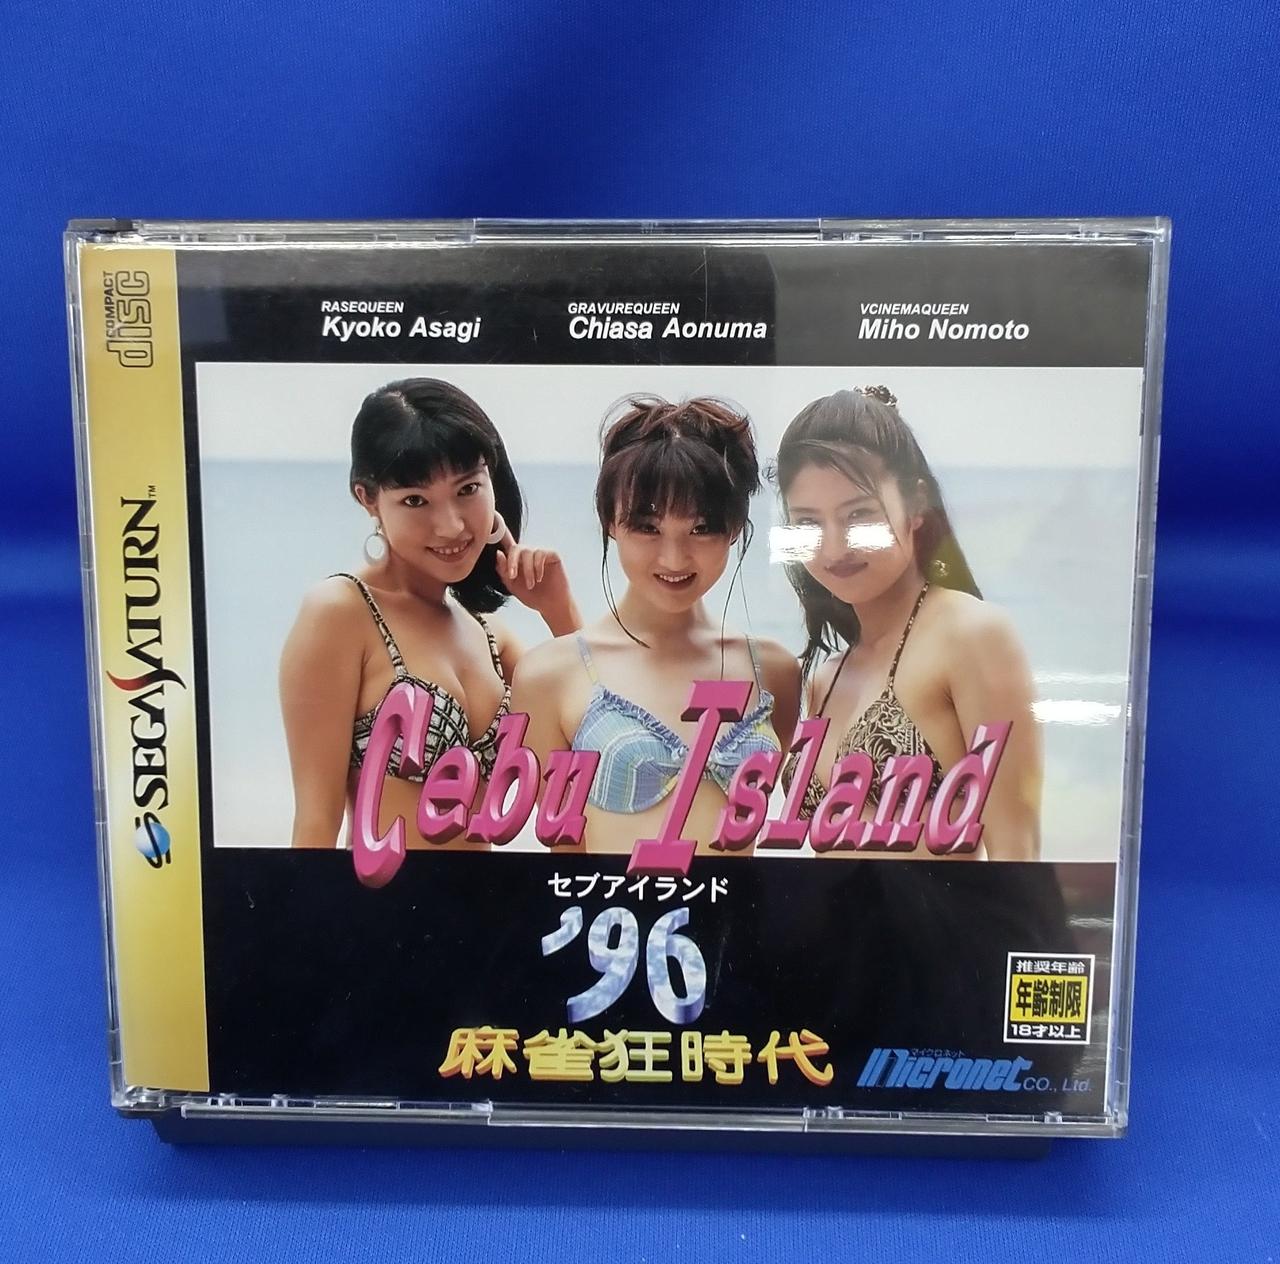 COMPACT
disc
SEGA SATURN™
RASEQUEEN
Kyoko Asagi
GRAVUREQUEEN
Chiasa Aonuma
VCINEMAQUEEN
Miho Nomoto
Cebu Island
セブアイランド
'96
麻雀狂時代
推奨年齢
年齢制限
18才以上
マイクロネット
micronet CO., Ltd.